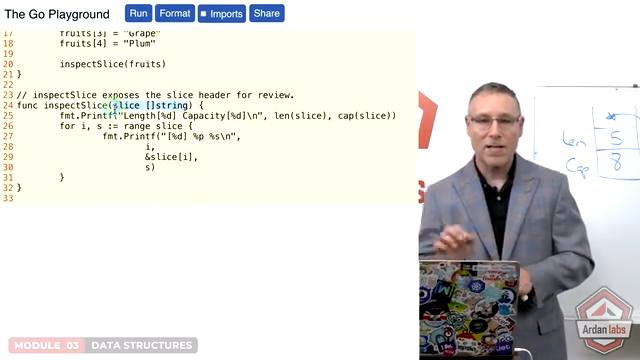 The Go Playground Run Format Imports Share
17 fruits[3] = "Grape"
18 fruits[4] = "Plum"
19
20 inspectSlice(fruits)
21 }
22
23 // inspectSlice exposes the slice header for review.
24 func inspectSlice(slice []string) {
25 fmt.Printf("Length[%d] Capacity[%d]\n", len(slice), cap(slice))
26 for i, s := range slice {
27 fmt.Printf("[%d] %p %s\n",
28 i,
29 &slice[i],
30 s)
31 }
32 }
33
*
Len 5
Cap 8
MODULE 03 DATA STRUCTURES
Ardan labs